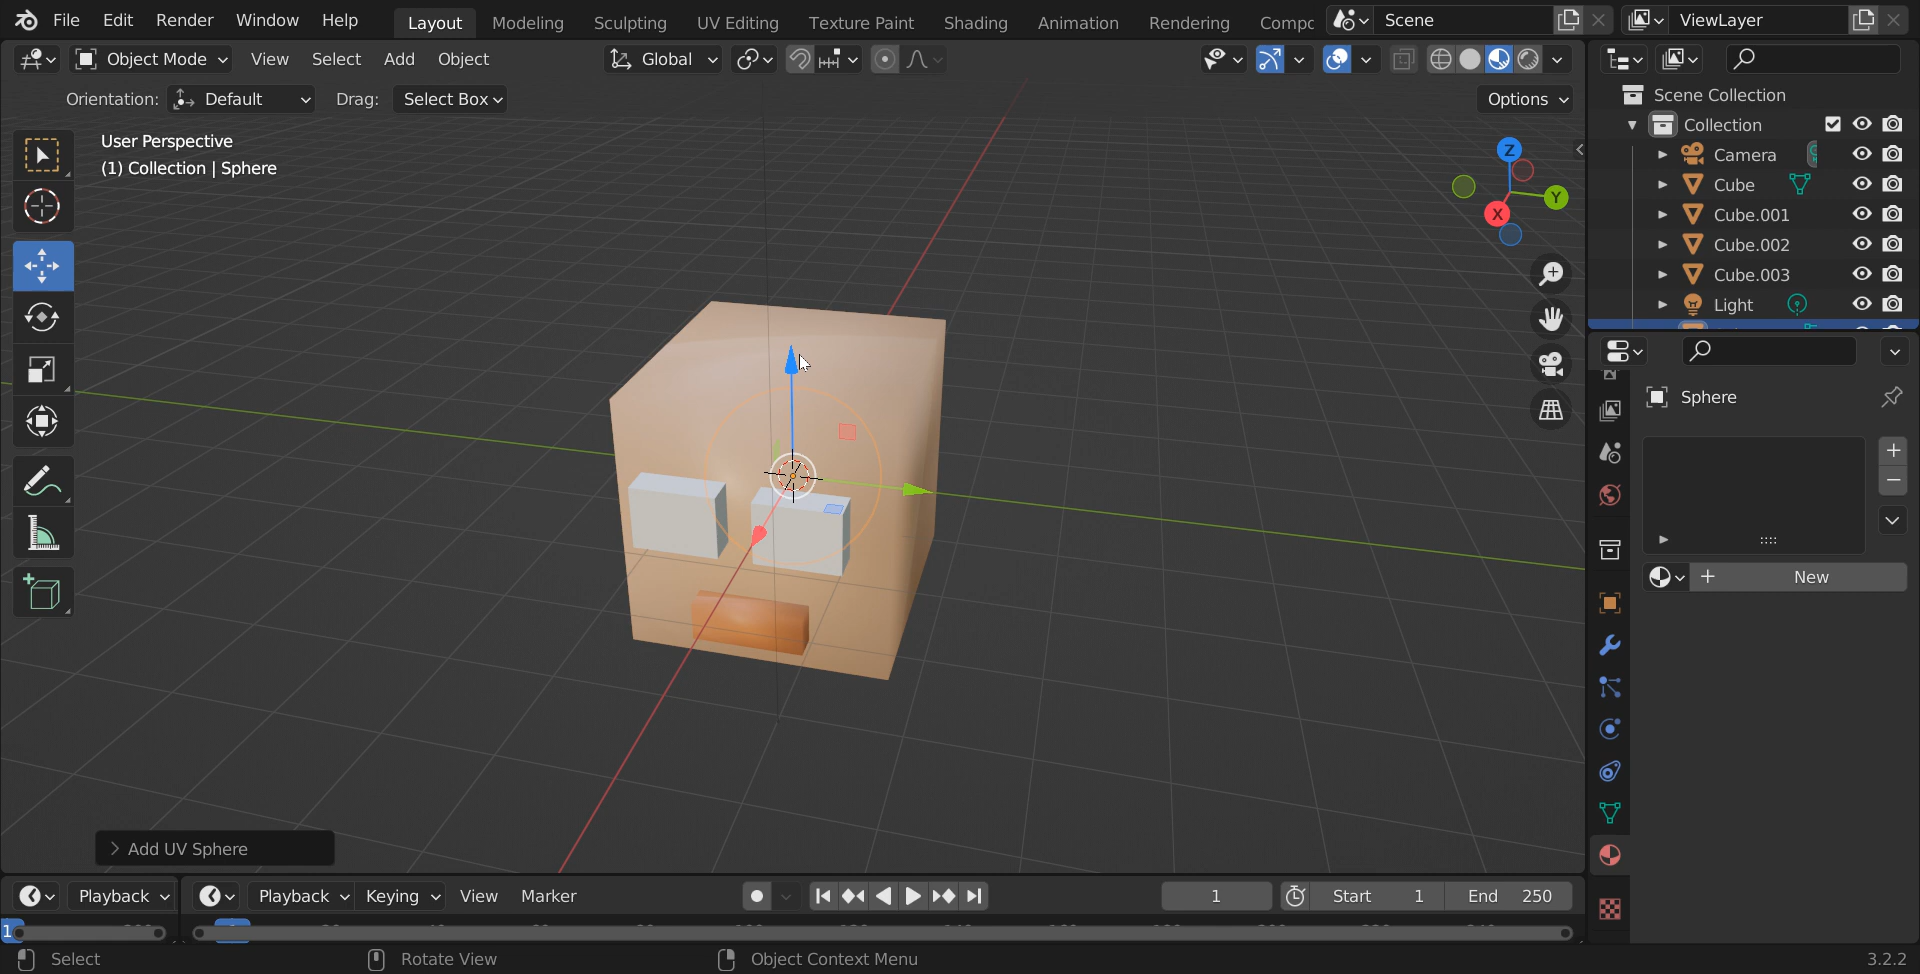 File Edit Render Window Help Layout Modeling Sculpting UV Editing Texture Paint Shading Animation Rendering Compc Scene ViewLayer
Object Mode View Select Add Object Global
Orientation: Default Drag: Select Box Options
User Perspective
(1) Collection | Sphere
Z
Y
X
Scene Collection
Collection
Camera
Cube
Cube.001
Cube.002
Cube.003
Light
Sphere
New
Add UV Sphere
Playback Playback Keying View Marker 1 Start 1 End 250
1
Select Rotate View Object Context Menu 3.2.2